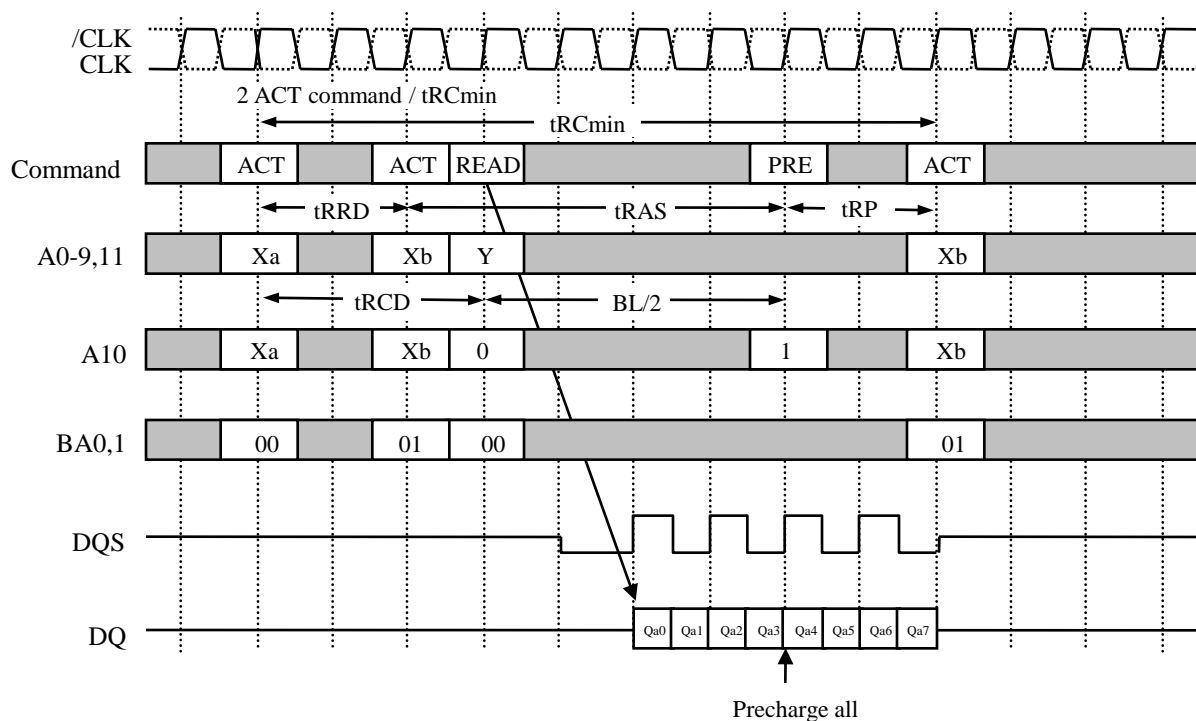 /CLK
CLK
2 ACT command / tRCmin
tRCmin
Command ACT ACT READ PRE ACT
tRRD tRAS tRP
A0-9,11 Xa Xb Y Xb
tRCD BL/2
A10 Xa Xb 0 1 Xb
BA0,1 00 01 00 01
DQS
DQ Qa0 Qa1 Qa2 Qa3 Qa4 Qa5 Qa6 Qa7
Precharge all